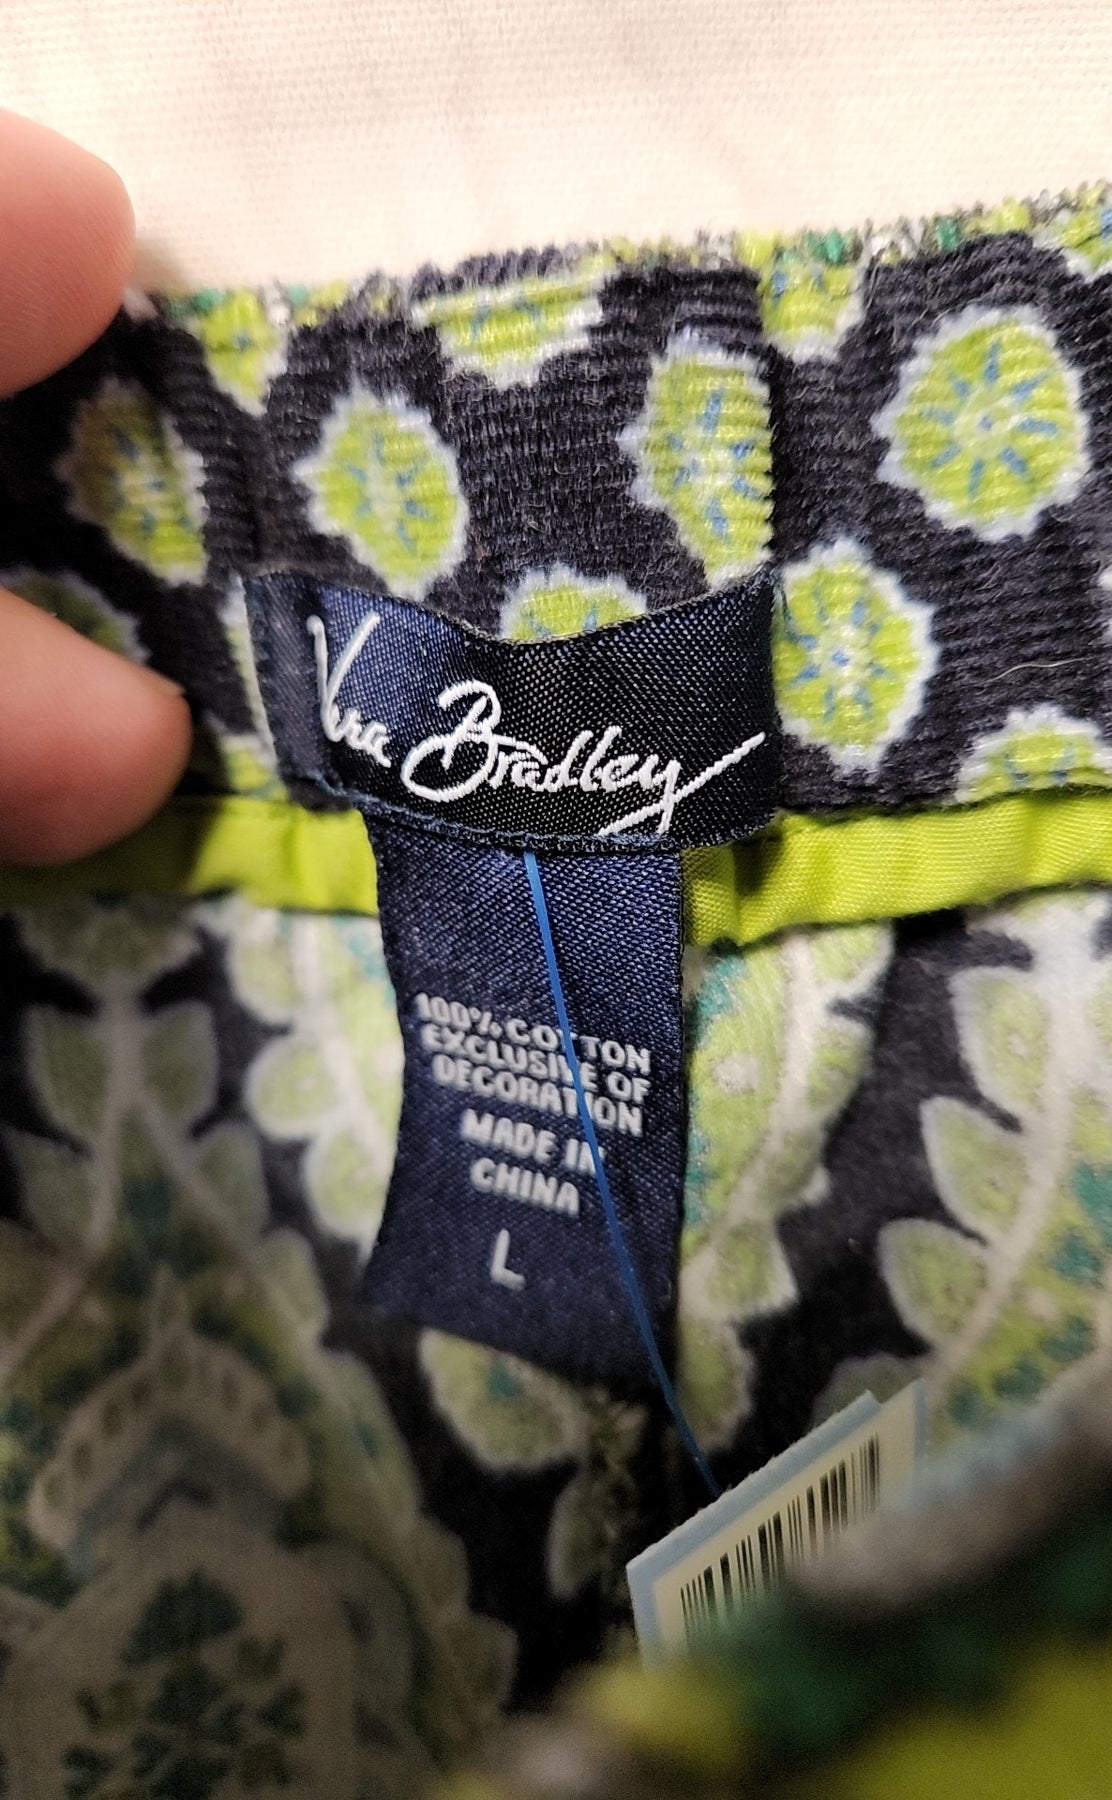 Vera Bradley
100% COTTON
EXCLUSIVE OF
DECORATION
MADE IN
CHINA
L